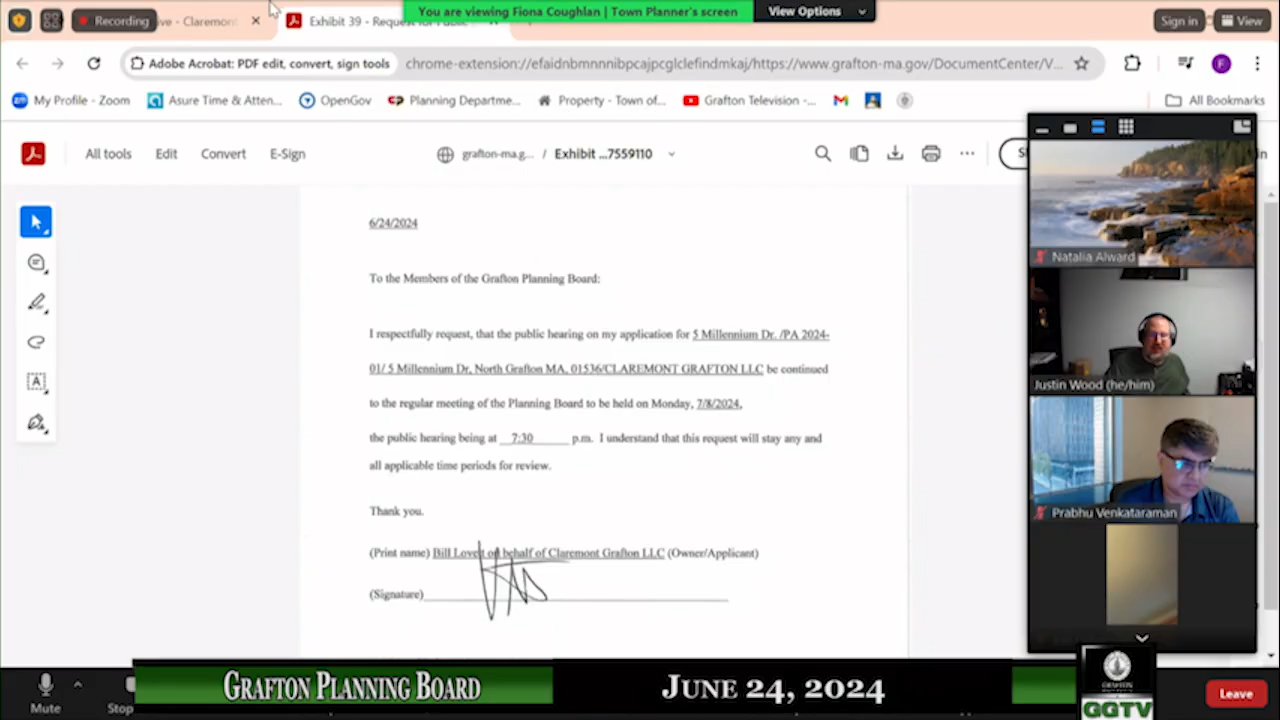 Recording
ve - Claremont
Exhibit 39 - Request for Public
You are viewing Fiona Coughlan | Town Planner's screen
View Options
Sign in
View
Adobe Acrobat: PDF edit, convert, sign tools
chrome-extension://efaidnbmnnnibpcajpcglclefindmkaj/https://www.grafton-ma.gov/DocumentCenter/V...
F
My Profile - Zoom
Asure Time & Atten...
OpenGov
Planning Departme...
Property - Town of...
Grafton Television -...
All Bookmarks
All tools
Edit
Convert
E-Sign
grafton-ma.g... / Exhibit ...7559110
6/24/2024
To the Members of the Grafton Planning Board:
I respectfully request, that the public hearing on my application for 5 Millennium Dr. /PA 2024-
01/ 5 Millennium Dr, North Grafton MA, 01536/CLAREMONT GRAFTON LLC be continued
to the regular meeting of the Planning Board to be held on Monday, 7/8/2024,
the public hearing being at 7:30 p.m. I understand that this request will stay any and
all applicable time periods for review.
Thank you.
(Print name) Bill Lovett on behalf of Claremont Grafton LLC (Owner/Applicant)
(Signature)
Natalia Alward
Justin Wood (he/him)
Prabhu Venkataraman
Mute
Stop
GRAFTON PLANNING BOARD
JUNE 24, 2024
GGTV
Leave